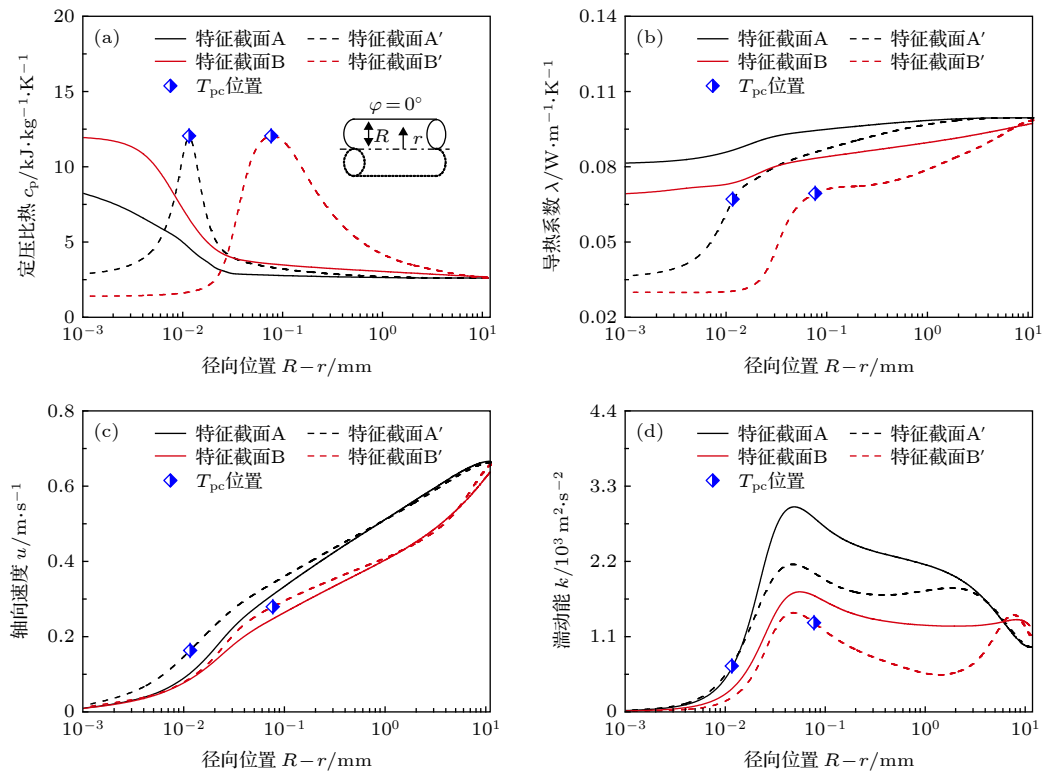 (a)
特征截面A
特征截面A′
特征截面B
特征截面B′
T_pc位置
φ=0°
R
r
20
15
10
5
0
10⁻³
10⁻²
10⁻¹
10⁰
10¹
定压比热 c_p/kJ·kg⁻¹·K⁻¹
径向位置 R−r/mm
(b)
特征截面A
特征截面A′
特征截面B
特征截面B′
T_pc位置
0.14
0.11
0.08
0.05
0.02
10⁻³
10⁻²
10⁻¹
10⁰
10¹
导热系数 λ/W·m⁻¹·K⁻¹
径向位置 R−r/mm
(c)
特征截面A
特征截面A′
特征截面B
特征截面B′
T_pc位置
0.8
0.6
0.4
0.2
0
10⁻³
10⁻²
10⁻¹
10⁰
10¹
轴向速度 u/m·s⁻¹
径向位置 R−r/mm
(d)
特征截面A
特征截面A′
特征截面B
特征截面B′
T_pc位置
4.4
3.3
2.2
1.1
0
10⁻³
10⁻²
10⁻¹
10⁰
10¹
湍动能 k/10³ m²·s⁻²
径向位置 R−r/mm